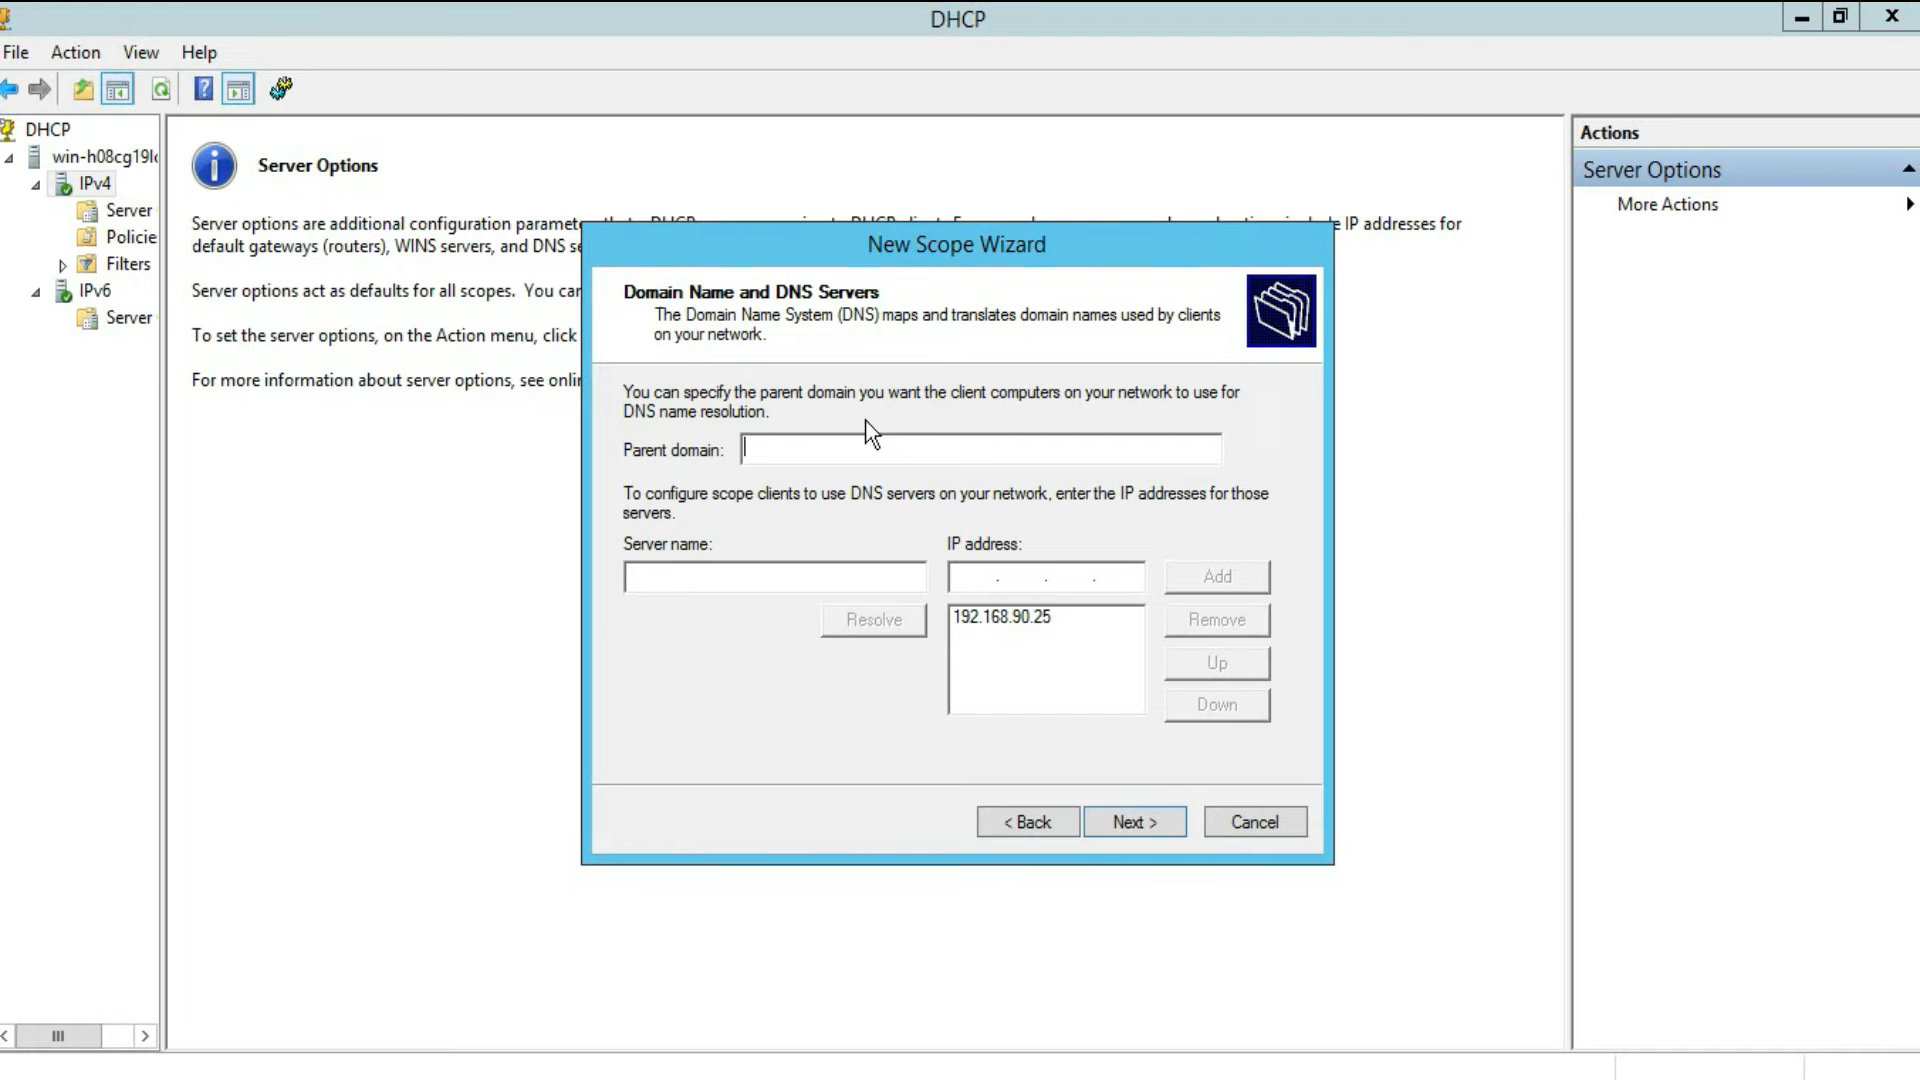 DHCP
File Action View Help
DHCP
win-h08cg19l
IPv4
Server
Policie
Filters
IPv6
Server
Server Options
Server options are additional configuration paramete
IP addresses for
default gateways (routers), WINS servers, and DNS se
Server options act as defaults for all scopes. You can
To set the server options, on the Action menu, click
For more information about server options, see onlin
New Scope Wizard
Domain Name and DNS Servers
The Domain Name System (DNS) maps and translates domain names used by clients
on your network.
You can specify the parent domain you want the client computers on your network to use for
DNS name resolution.
Parent domain:
To configure scope clients to use DNS servers on your network, enter the IP addresses for those
servers.
Server name: IP address:
. . . Add
Resolve 192.168.90.25 Remove
Up
Down
< Back Next > Cancel
Actions
Server Options
More Actions